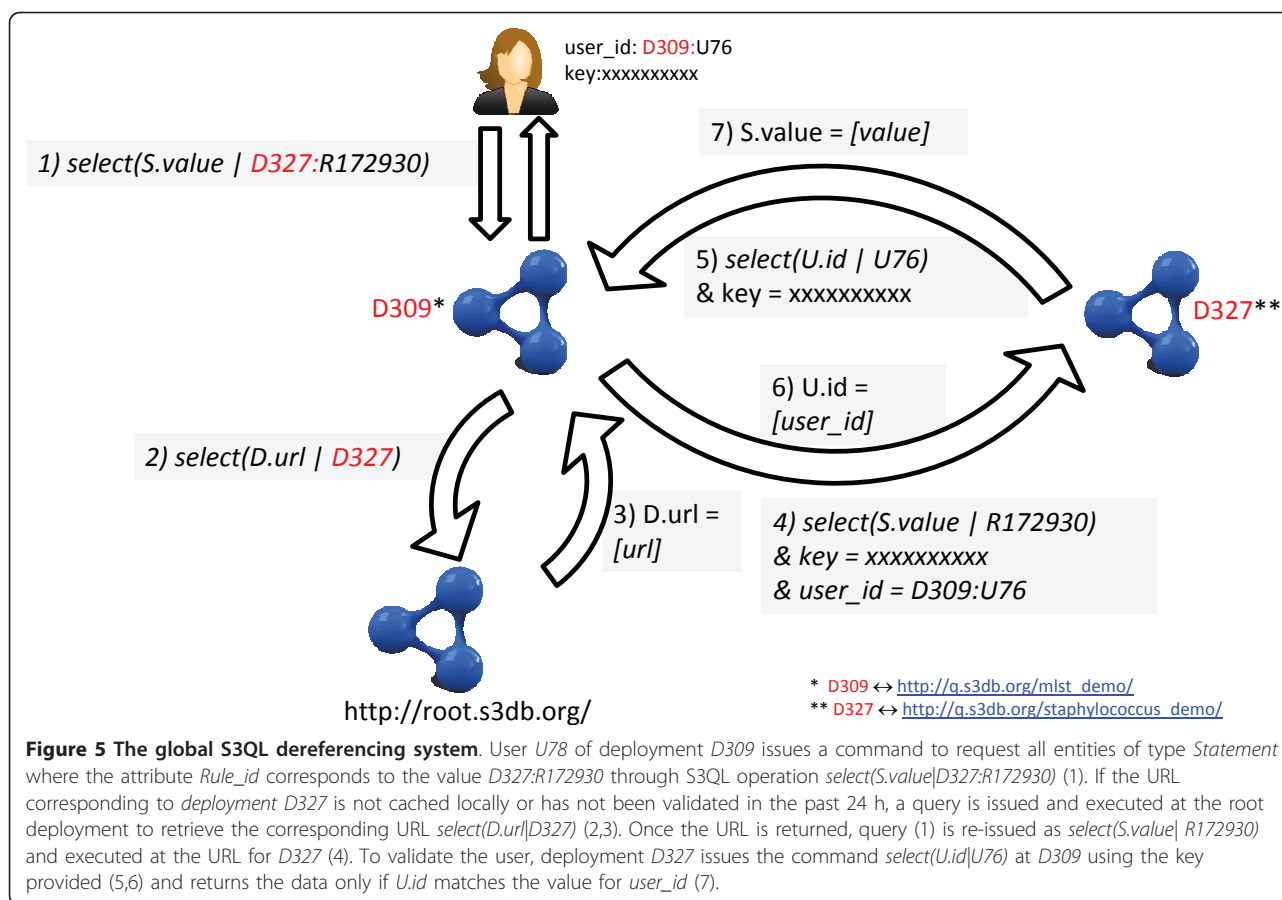 user_id: D309:U76
key:xxxxxxxxxx
1) select(S.value | D327:R172930)
7) S.value = [value]
5) select(U.id | U76)
& key = xxxxxxxxxx
D309*
D327**
6) U.id =
[user_id]
2) select(D.url | D327)
3) D.url =
[url]
4) select(S.value | R172930)
& key = xxxxxxxxxx
& user_id = D309:U76
http://root.s3db.org/
* D309 ↔ http://q.s3db.org/mlst_demo/
** D327 ↔ http://q.s3db.org/staphylococcus_demo/
Figure 5 The global S3QL dereferencing system. User U78 of deployment D309 issues a command to request all entities of type Statement
where the attribute Rule_id corresponds to the value D327:R172930 through S3QL operation select(S.value|D327:R172930) (1). If the URL
corresponding to deployment D327 is not cached locally or has not been validated in the past 24 h, a query is issued and executed at the root
deployment to retrieve the corresponding URL select(D.url|D327) (2,3). Once the URL is returned, query (1) is re-issued as select(S.value| R172930)
and executed at the URL for D327 (4). To validate the user, deployment D327 issues the command select(U.id|U76) at D309 using the key
provided (5,6) and returns the data only if U.id matches the value for user_id (7).